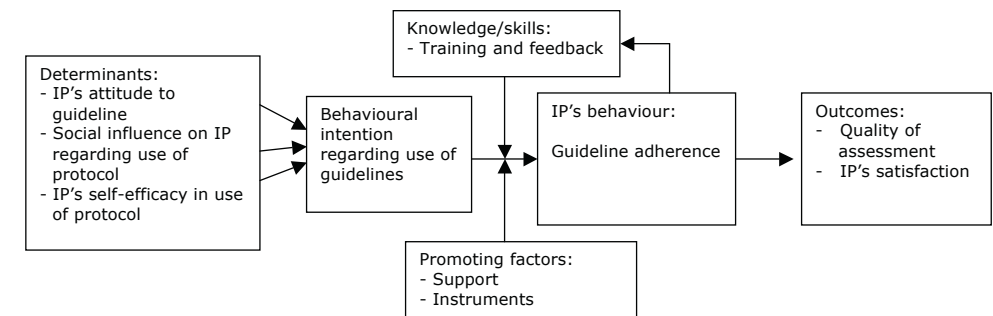 Knowledge/skills:
- Training and feedback
Determinants:
- IP's attitude to
guideline
- Social influence on IP
regarding use of
protocol
- IP's self-efficacy in use
of protocol
Behavioural
intention
regarding use of
guidelines
IP's behaviour:
Guideline adherence
Outcomes:
- Quality of
assessment
- IP's satisfaction
Promoting factors:
- Support
- Instruments